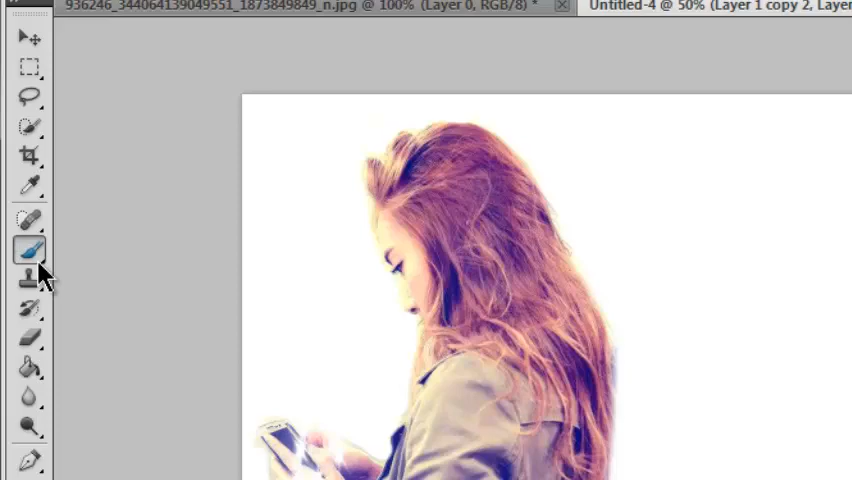 936246_344064139049551_1873849849_n.jpg @ 100% (Layer 0, RGB/8) *
Untitled-4 @ 50% (Layer 1 copy 2, Layer